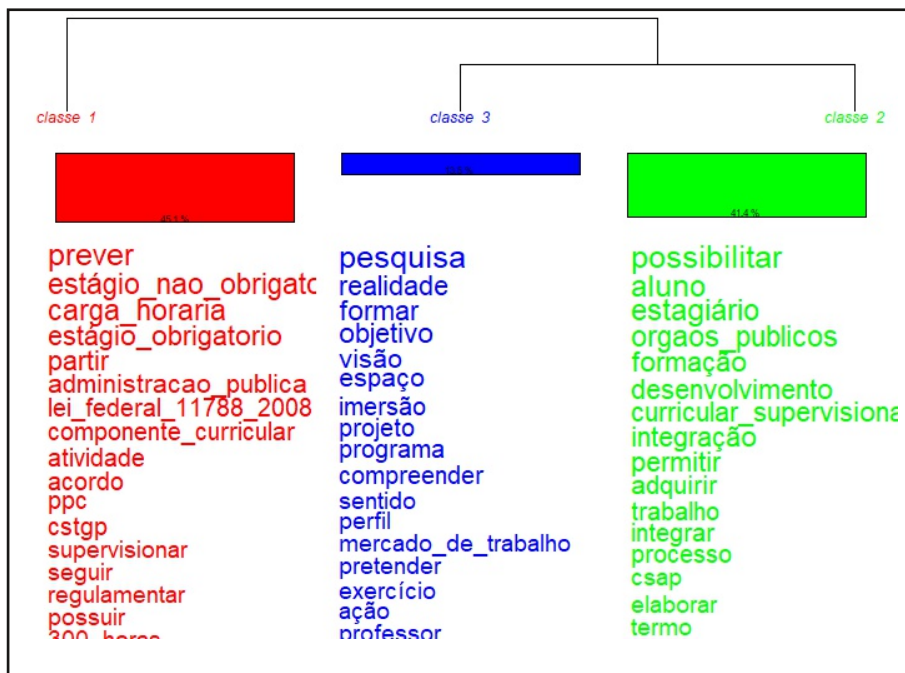 classe 1
classe 3
classe 2
45.1 %
41.4 %
prever
estágio_nao_obrigato
carga_horaria
estágio_obrigatorio
partir
administracao_publica
lei_federal_11788_2008
componente_curricular
atividade
acordo
ppc
cstgp
supervisionar
seguir
regulamentar
possuir
300_horas
pesquisa
realidade
formar
objetivo
visão
espaço
imersão
projeto
programa
compreender
sentido
perfil
mercado_de_trabalho
pretender
exercício
ação
professor
possibilitar
aluno
estagiário
orgaos_publicos
formação
desenvolvimento
curricular_supervisiona
integração
permitir
adquirir
trabalho
integrar
processo
csap
elaborar
termo